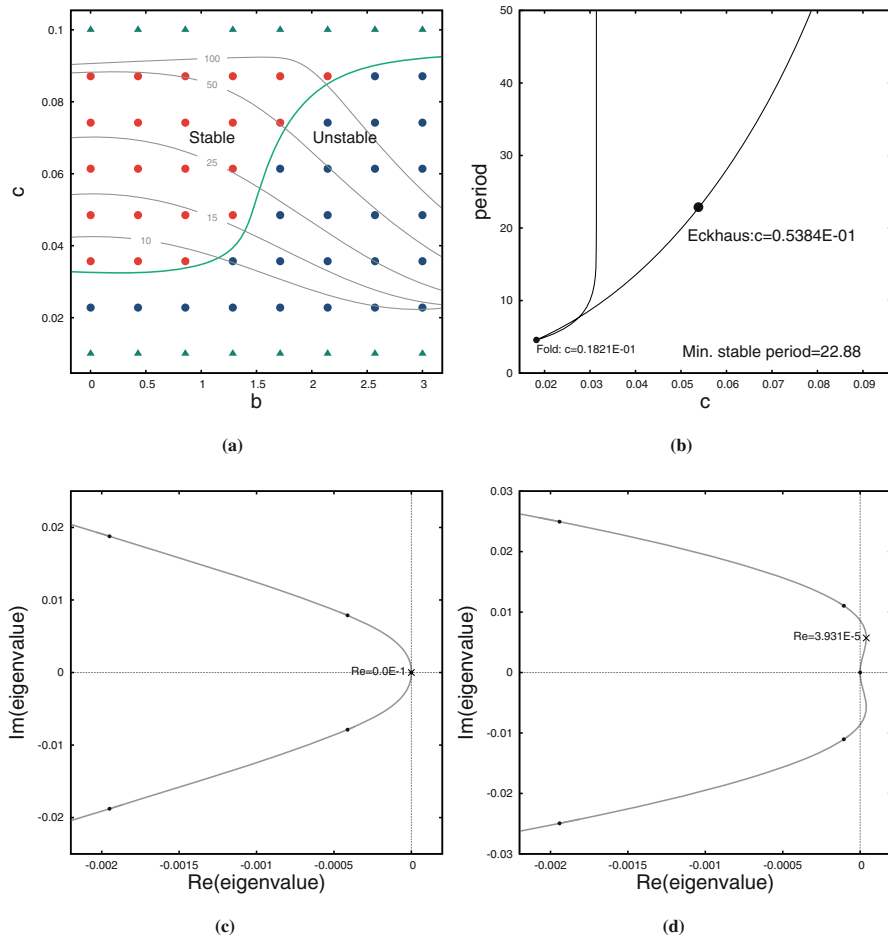 0.1
0.08
0.06
0.04
0.02
c
100
50
25
15
10
Stable
Unstable
0 0.5 1 1.5 2 2.5 3
b
(a)
50
40
30
20
10
0
period
Eckhaus:c=0.5384E-01
Fold: c=0.1821E-01
Min. stable period=22.88
0.02 0.03 0.04 0.05 0.06 0.07 0.08 0.09
c
(b)
0.02
0.01
0
-0.01
-0.02
Im(eigenvalue)
Re=0.0E-1
-0.002 -0.0015 -0.001 -0.0005 0
Re(eigenvalue)
(c)
0.03
0.02
0.01
0
-0.01
-0.02
-0.03
Im(eigenvalue)
Re=3.931E-5
-0.002 -0.0015 -0.001 -0.0005 0
Re(eigenvalue)
(d)